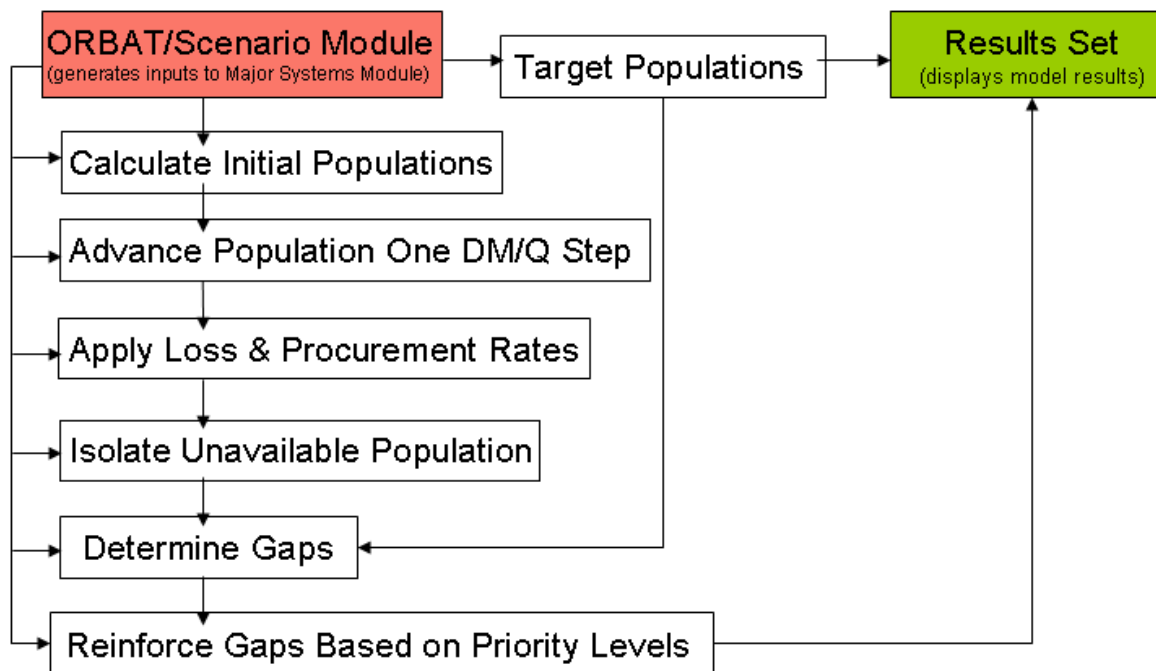 ORBAT/Scenario Module
(generates inputs to Major Systems Module)
Target Populations
Results Set
(displays model results)
Calculate Initial Populations
Advance Population One DM/Q Step
Apply Loss & Procurement Rates
Isolate Unavailable Population
Determine Gaps
Reinforce Gaps Based on Priority Levels